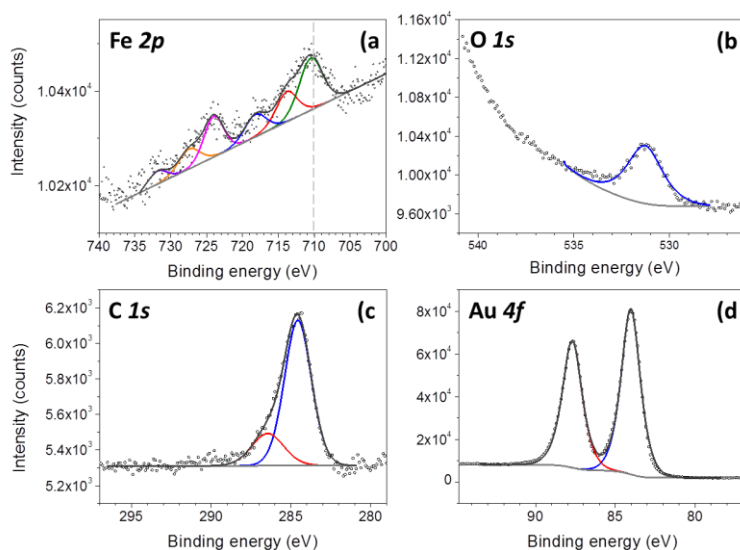 Fe 2p
(a
1.05x10⁴
1.04x10⁴
1.02x10⁴
Intensity (counts)
740 735 730 725 720 715 710 705 700
Binding energy (eV)
O 1s
(b
1.16x10⁴
1.12x10⁴
1.08x10⁴
1.04x10⁴
1.00x10⁴
9.60x10³
540 535 530
Binding energy (eV)
C 1s
(c
6.2x10³
6.0x10³
5.8x10³
5.6x10³
5.4x10³
5.2x10³
Intensity (counts)
295 290 285 280
Binding energy (eV)
Au 4f
(d
8x10⁴
6x10⁴
4x10⁴
2x10⁴
0
90 85 80
Binding energy (eV)